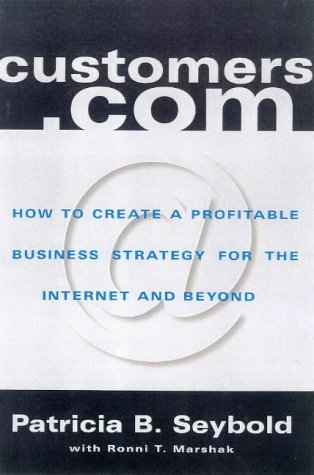 customers
.com
@
HOW TO CREATE A PROFITABLE
BUSINESS STRATEGY FOR THE
INTERNET AND BEYOND
Patricia B. Seybold
with Ronni T. Marshak